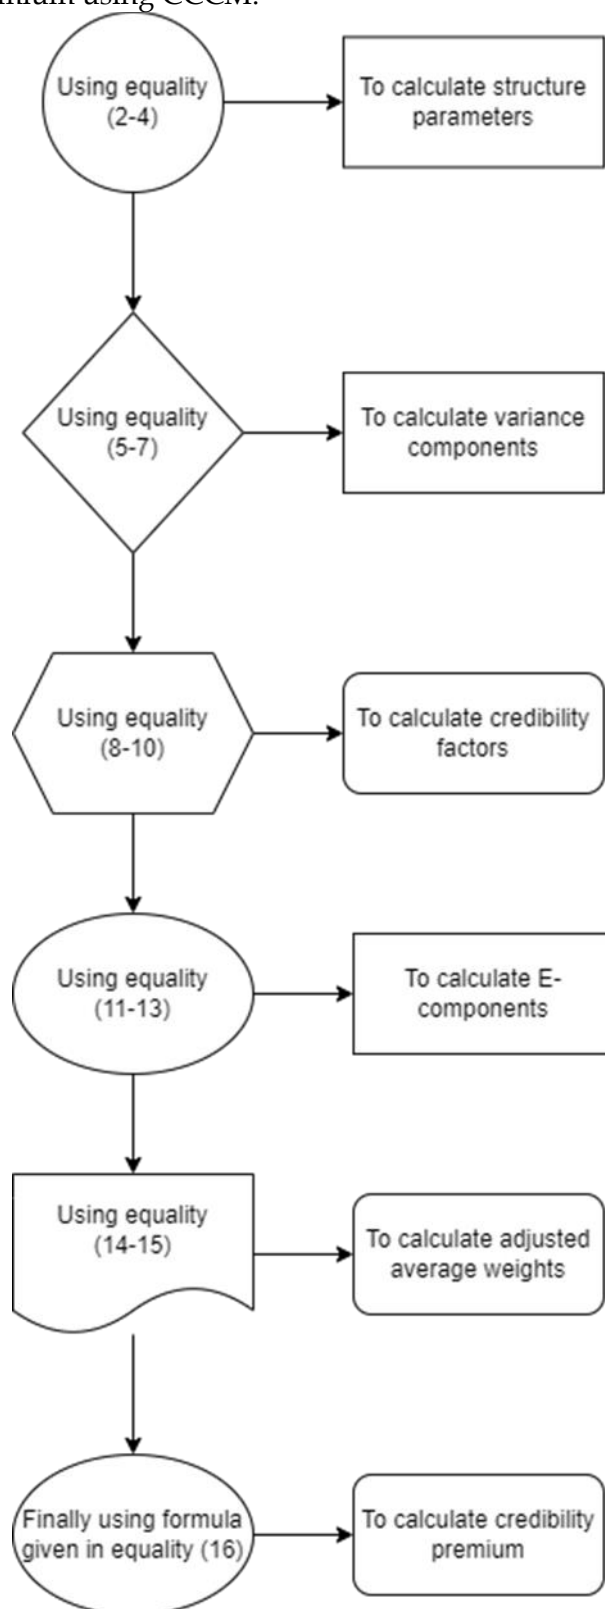 using CCCM.
Using equality
(2-4)
To calculate structure
parameters
Using equality
(5-7)
To calculate variance
components
Using equality
(8-10)
To calculate credibility
factors
Using equality
(11-13)
To calculate E-
components
Using equality
(14-15)
To calculate adjusted
average weights
Finally using formula
given in equality (16)
To calculate credibility
premium